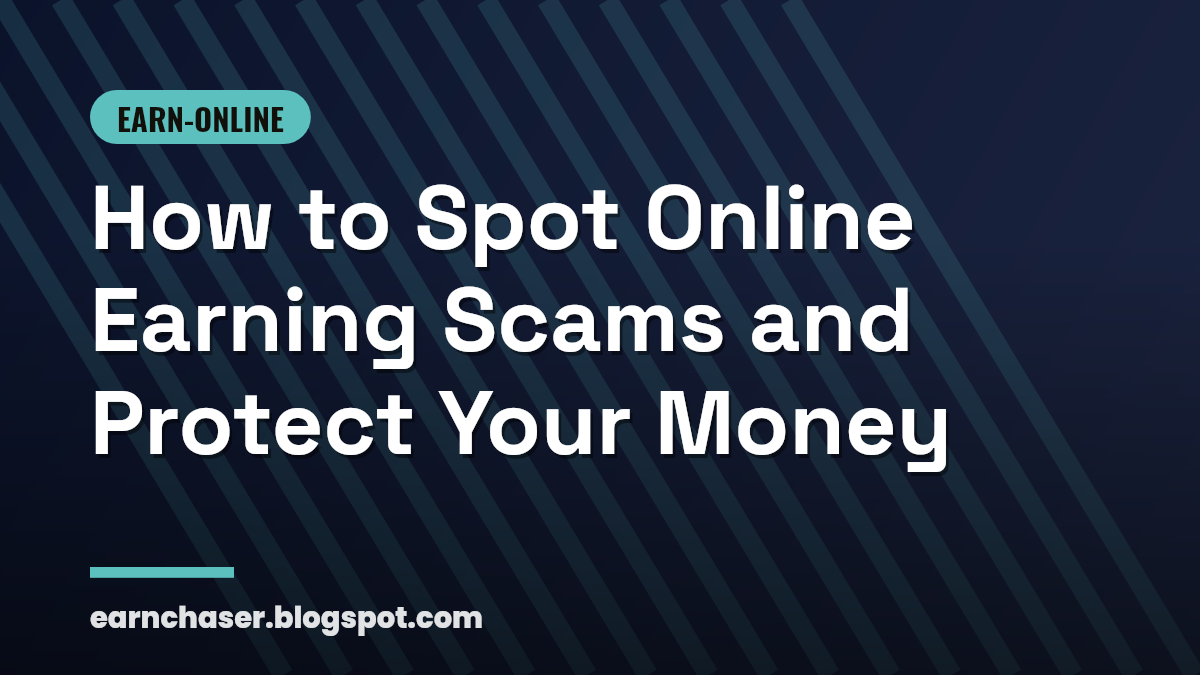 EARN-ONLINE
How to Spot Online
Earning Scams and
Protect Your Money
earnchaser.blogspot.com